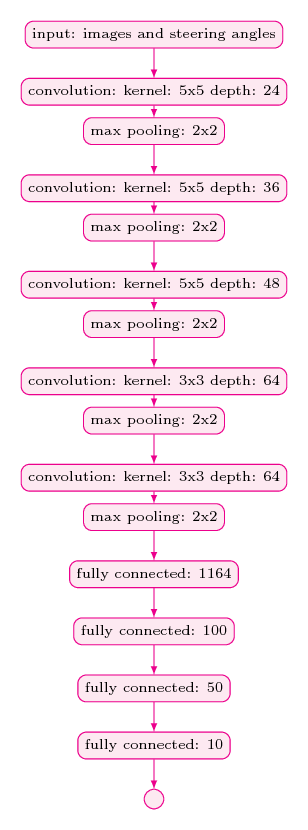 input: images and steering angles
convolution: kernel: 5x5 depth: 24
max pooling: 2x2
convolution: kernel: 5x5 depth: 36
max pooling: 2x2
convolution: kernel: 5x5 depth: 48
max pooling: 2x2
convolution: kernel: 3x3 depth: 64
max pooling: 2x2
convolution: kernel: 3x3 depth: 64
max pooling: 2x2
fully connected: 1164
fully connected: 100
fully connected: 50
fully connected: 10